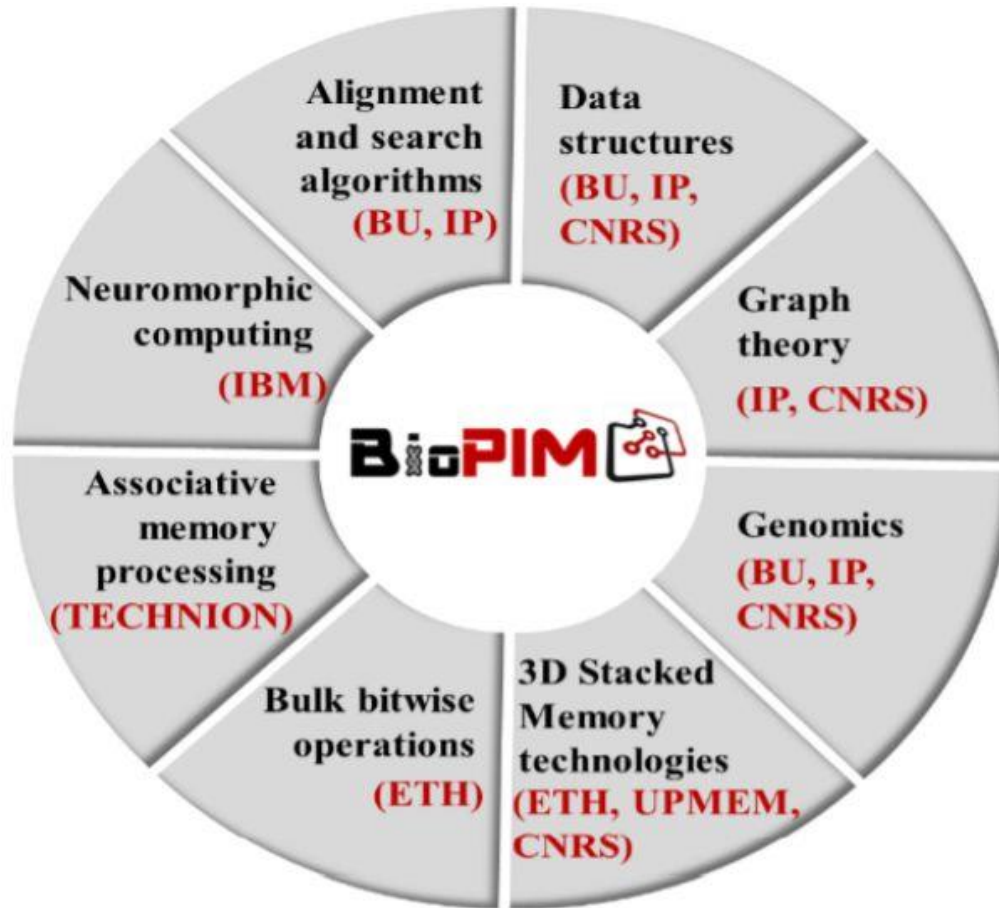 Alignment
and search
algorithms
(BU, IP)
Data
structures
(BU, IP,
CNRS)
Graph
theory
(IP, CNRS)
Genomics
(BU, IP,
CNRS)
3D Stacked
Memory
technologies
(ETH, UPMEM,
CNRS)
Bulk bitwise
operations
(ETH)
Associative
memory
processing
(TECHNION)
Neuromorphic
computing
(IBM)
BioPIM